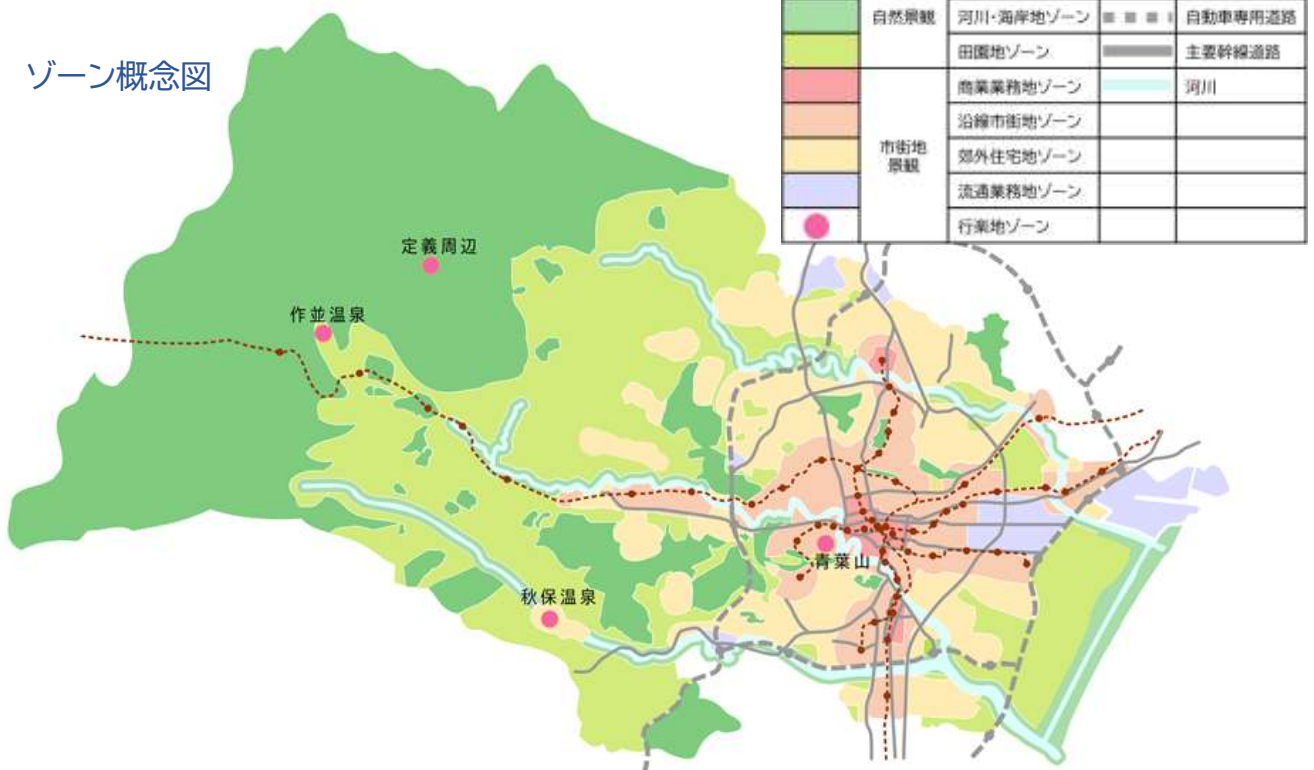 ゾーン概念図
自然景観 河川・海岸地ゾーン 自動車専用道路
田園地ゾーン 主要幹線道路
商業業務地ゾーン 河川
沿線市街地ゾーン
市街地
景観
郊外住宅地ゾーン
流通業務地ゾーン
行楽地ゾーン
定義周辺
作並温泉
青葉山
秋保温泉